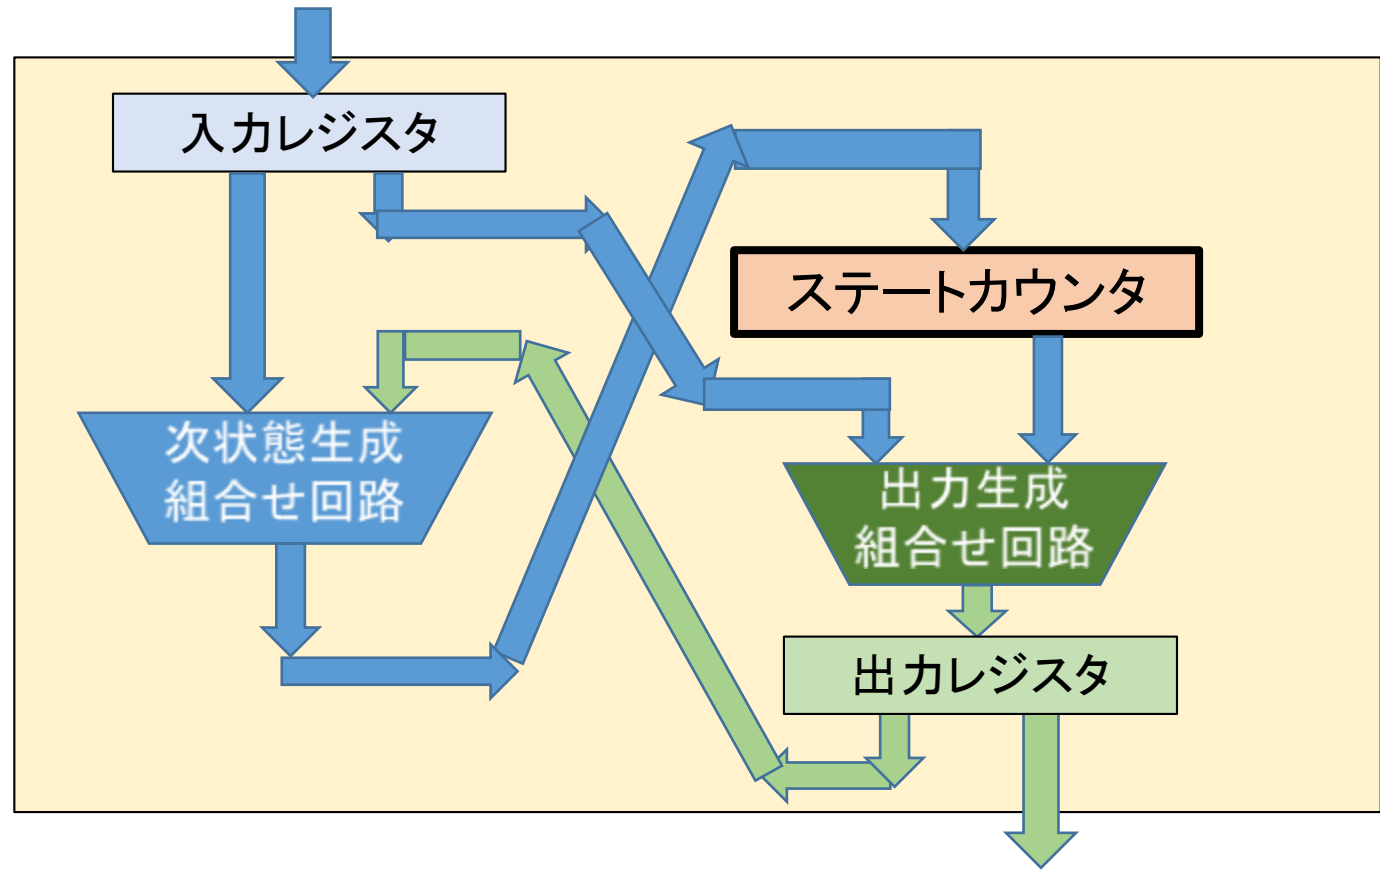 入力レジスタ
ステートカウンタ
次状態生成
組合せ回路
出力生成
組合せ回路
出力レジスタ